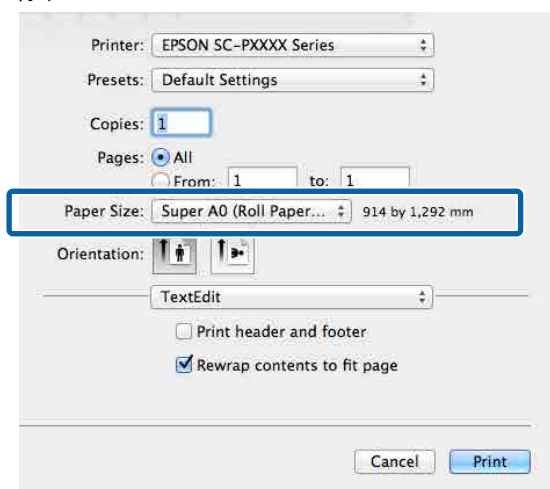 Printer: EPSON SC-PXXXX Series
Presets: Default Settings
Copies: 1
Pages: All
From: 1 to: 1
Paper Size: Super A0 (Roll Paper... 914 by 1,292 mm
Orientation:
TextEdit
Print header and footer
Rewrap contents to fit page
Cancel Print